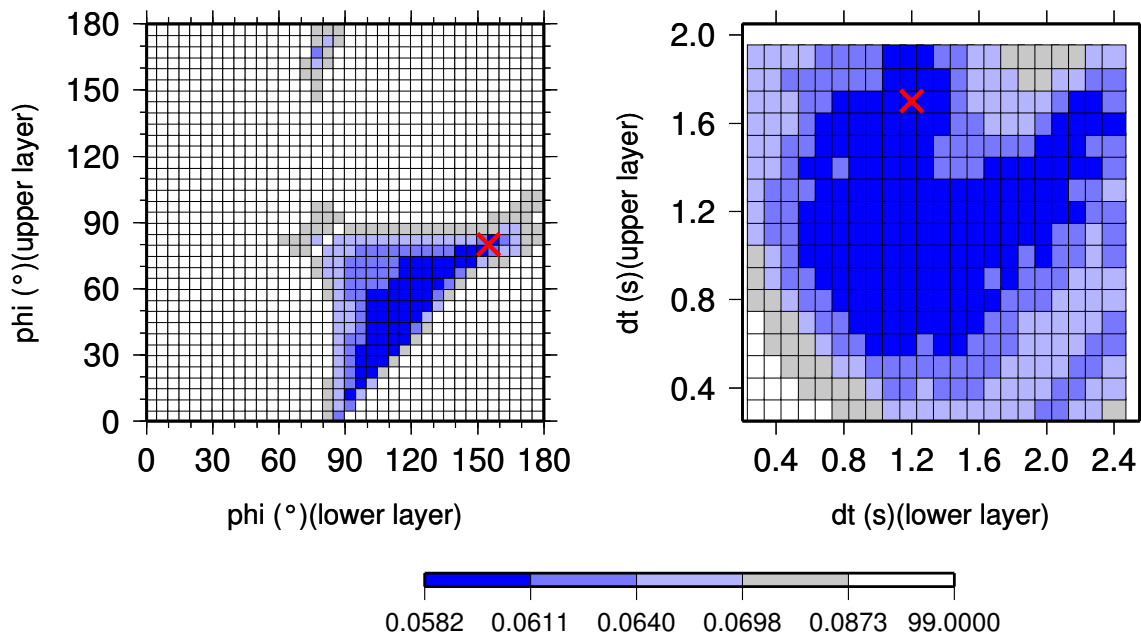 180
150
120
90
60
30
0
phi (°)(upper layer)
0 30 60 90 120 150 180
phi (°)(lower layer)
2.0
1.6
1.2
0.8
0.4
dt (s)(upper layer)
0.4 0.8 1.2 1.6 2.0 2.4
dt (s)(lower layer)
0.0582 0.0611 0.0640 0.0698 0.0873 99.0000